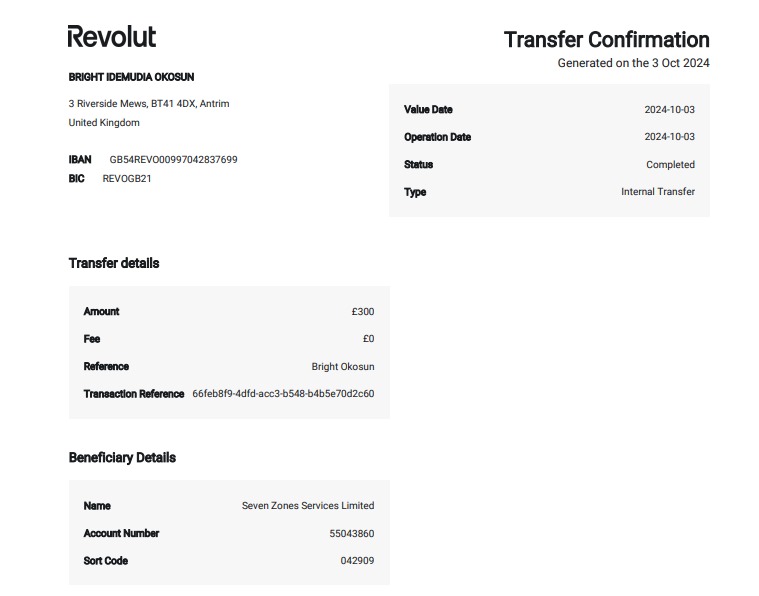 Revolut
Transfer Confirmation
Generated on the 3 Oct 2024
BRIGHT IDEMUDIA OKOSUN
3 Riverside Mews, BT41 4DX, Antrim
United Kingdom
IBAN GB54REVO00997042837699
BIC REVOGB21
Value Date 2024-10-03
Operation Date 2024-10-03
Status Completed
Type Internal Transfer
Transfer details
Amount £300
Fee £0
Reference Bright Okosun
Transaction Reference 66feb8f9-4dfd-acc3-b548-b4b5e70d2c60
Beneficiary Details
Name Seven Zones Services Limited
Account Number 55043860
Sort Code 042909